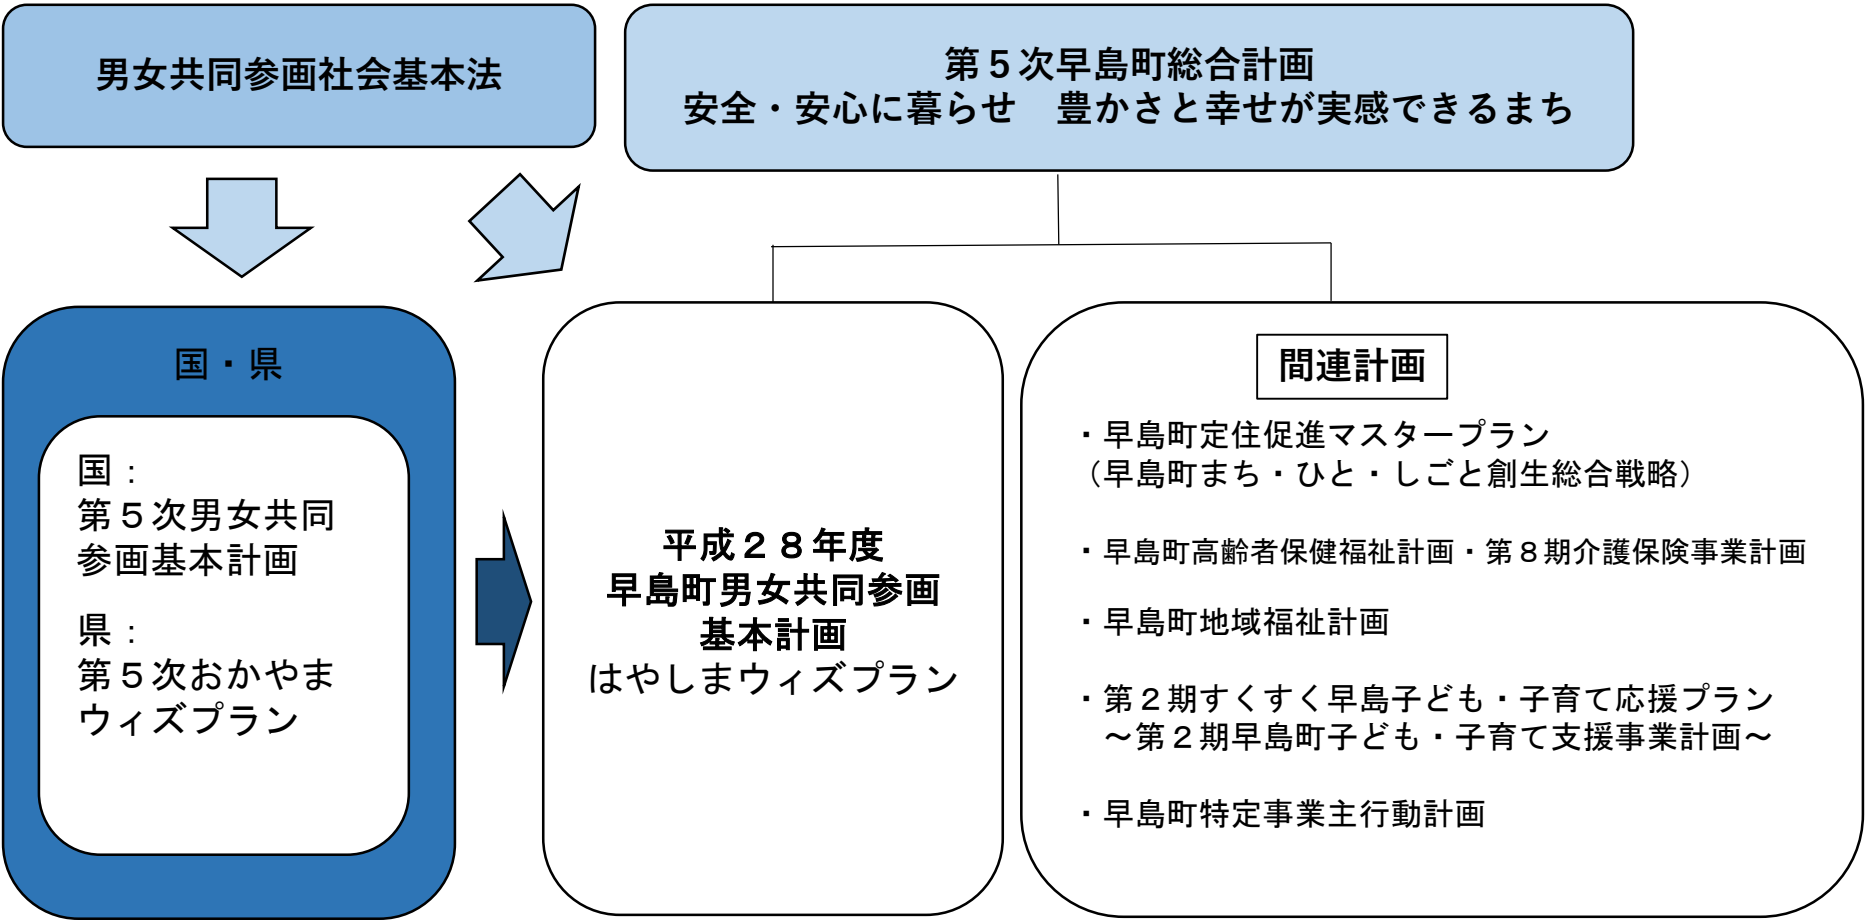 男女共同参画社会基本法
第５次早島町総合計画
安全・安心に暮らせ　豊かさと幸せが実感できるまち
国・県
国：
第５次男女共同
参画基本計画
県：
第５次おかやま
ウィズプラン
平成２８年度
早島町男女共同参画
基本計画
はやしまウィズプラン
間連計画
・早島町定住促進マスタープラン
（早島町まち・ひと・しごと創生総合戦略）
・早島町高齢者保健福祉計画・第８期介護保険事業計画
・早島町地域福祉計画
・第２期すくすく早島子ども・子育て応援プラン
～第２期早島町子ども・子育て支援事業計画～
・早島町特定事業主行動計画